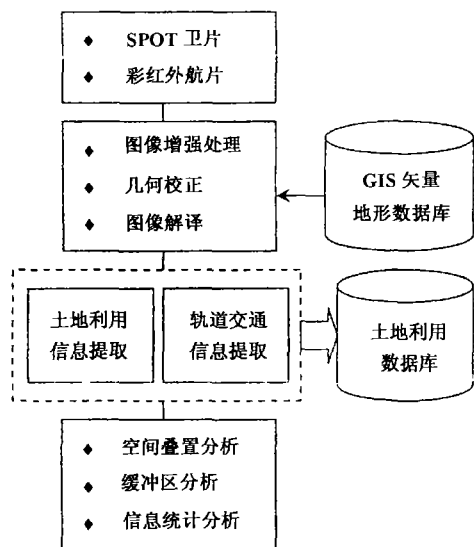 ◆ SPOT 卫片
◆ 彩红外航片
◆ 图像增强处理
◆ 几何校正
◆ 图像解译
GIS 矢量
地形数据库
土地利用
信息提取
轨道交通
信息提取
土地利用
数据库
◆ 空间叠置分析
◆ 缓冲区分析
◆ 信息统计分析